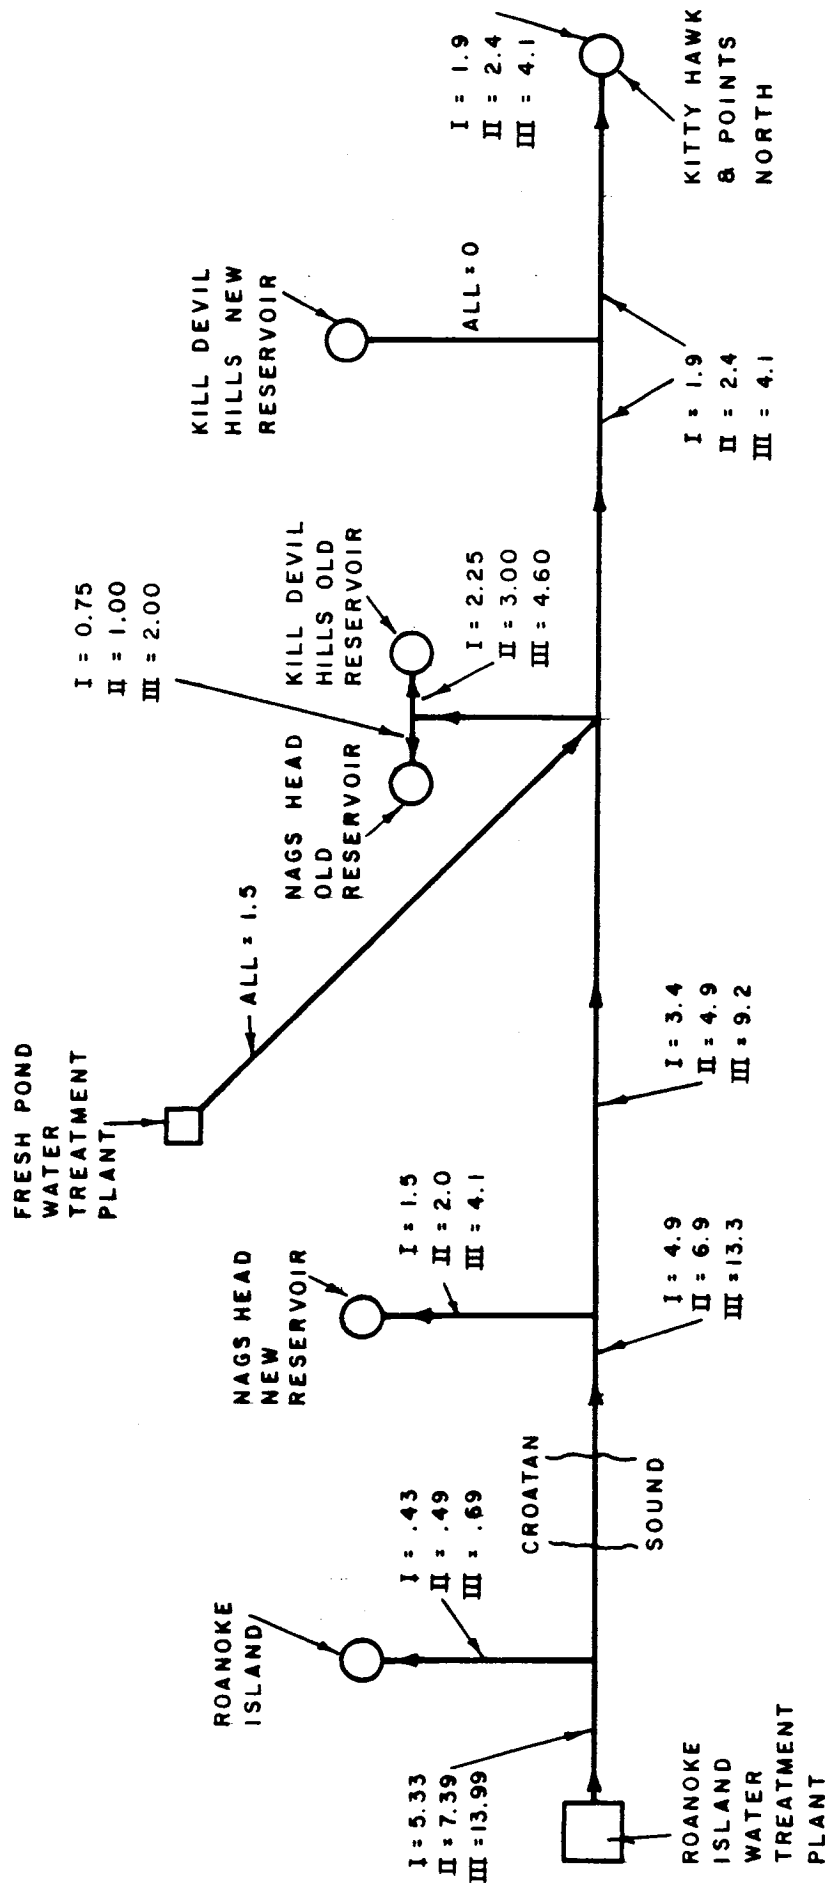 FRESH POND
WATER
TREATMENT
PLANT
ALL = 1.5
I = 0.75
II = 1.00
III = 2.00
NAGS HEAD
OLD
RESERVOIR
KILL DEVIL
HILLS OLD
RESERVOIR
I = 2.25
II = 3.00
III = 4.60
KILL DEVIL
HILLS NEW
RESERVOIR
ALL = 0
I = 1.9
II = 2.4
III = 4.1
KITTY HAWK
& POINTS
NORTH
I = 1.9
II = 2.4
III = 4.1
ROANOKE
ISLAND
I = .43
II = .49
III = .69
NAGS HEAD
NEW
RESERVOIR
I = 1.5
II = 2.0
III = 4.1
CROATAN
SOUND
I = 4.9
II = 6.9
III = 13.3
I = 3.4
II = 4.9
III = 9.2
I = 5.33
II = 7.39
III = 13.99
ROANOKE
ISLAND
WATER
TREATMENT
PLANT